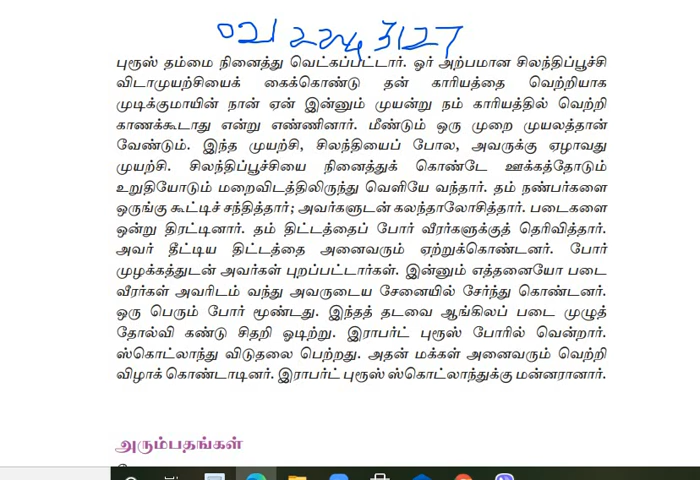 021 2243127
புரூஸ் தம்மை நினைத்து வெட்கப்பட்டார். ஓர் அற்பமான சிலந்திப்பூச்சி
விடாமுயற்சியைக் கைக்கொண்டு தன் காரியத்தை வெற்றியாக
முடிக்குமாயின் நான் ஏன் இன்னும் முயன்று நம் காரியத்தில் வெற்றி
காணக்கூடாது என்று எண்ணினார். மீண்டும் ஒரு முறை முயலத்தான்
வேண்டும். இந்த முயற்சி, சிலந்தியைப் போல, அவருக்கு ஏழாவது
முயற்சி. சிலந்திப்பூச்சியை நினைத்துக் கொண்டே ஊக்கத்தோடும்
உறுதியோடும் மறைவிடத்திலிருந்து வெளியே வந்தார். தம் நண்பர்களை
ஒருங்கு கூட்டிச் சந்தித்தார்; அவர்களுடன் கலந்தாலோசித்தார். படைகளை
ஒன்று திரட்டினார். தம் திட்டத்தைப் போர் வீரர்களுக்குத் தெரிவித்தார்.
அவர் தீட்டிய திட்டத்தை அனைவரும் ஏற்றுக்கொண்டனர். போர்
முழக்கத்துடன் அவர்கள் புறப்பட்டார்கள். இன்னும் எத்தனையோ படை
வீரர்கள் அவரிடம் வந்து அவருடைய சேனையில் சேர்ந்து கொண்டனர்.
ஒரு பெரும் போர் மூண்டது. இந்தத் தடவை ஆங்கிலப் படை முழுத்
தோல்வி கண்டு சிதறி ஓடிற்று. இராபர்ட் புரூஸ் போரில் வென்றார்.
ஸ்கொட்லாந்து விடுதலை பெற்றது. அதன் மக்கள் அனைவரும் வெற்றி
விழாக் கொண்டாடினர். இராபர்ட் புரூஸ் ஸ்கொட்லாந்துக்கு மன்னரானார்.
அரும்பதங்கள்